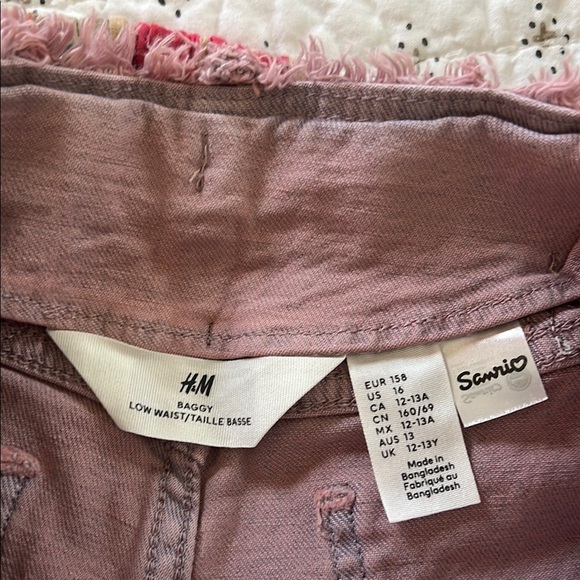 H&M
BAGGY
LOW WAIST/TAILLE BASSE
EUR 158
US 16
CA 12-13A
CN 160/69
MX 12-13A
AUS 13
UK 12-13Y
Made in
Bangladesh
Fabriqué au
Bangladesh
Sanrio